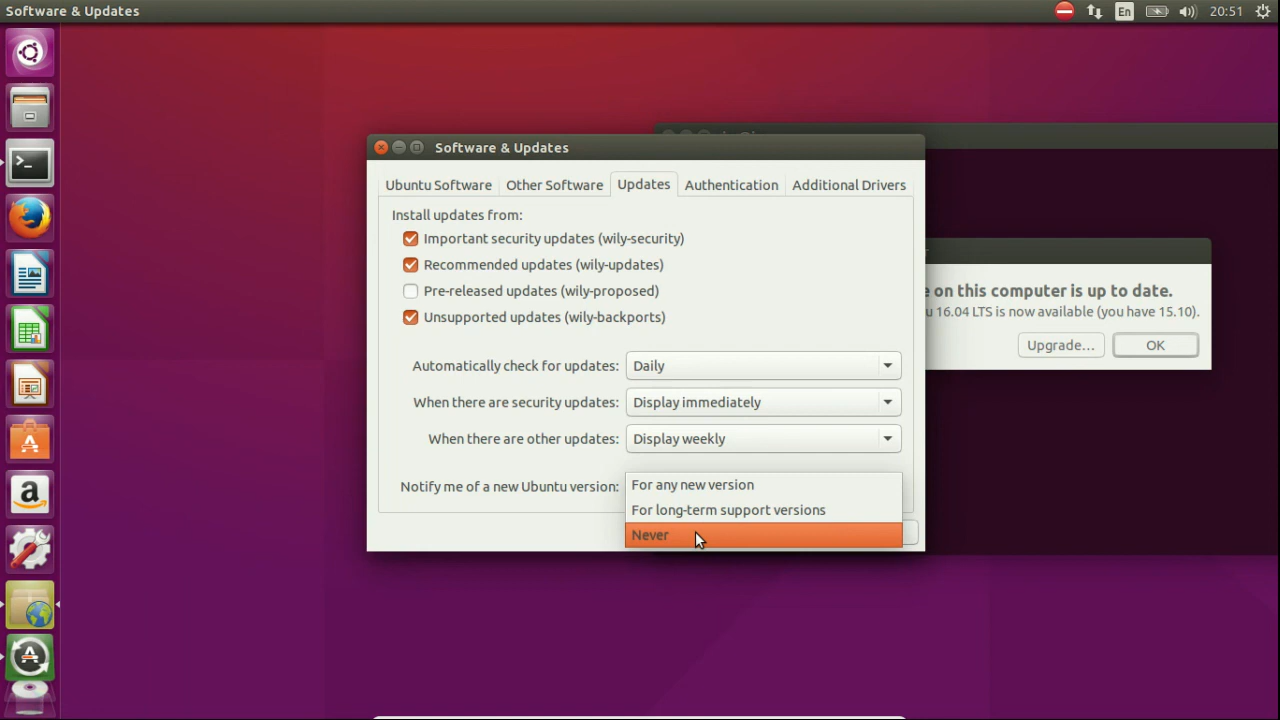 Software & Updates
En
20:51
Software & Updates
Ubuntu Software Other Software Updates Authentication Additional Drivers
Install updates from:
Important security updates (wily-security)
Recommended updates (wily-updates)
Pre-released updates (wily-proposed)
Unsupported updates (wily-backports)
Automatically check for updates: Daily
When there are security updates: Display immediately
When there are other updates: Display weekly
Notify me of a new Ubuntu version:
For any new version
For long-term support versions
Never
e on this computer is up to date.
u 16.04 LTS is now available (you have 15.10).
Upgrade... OK